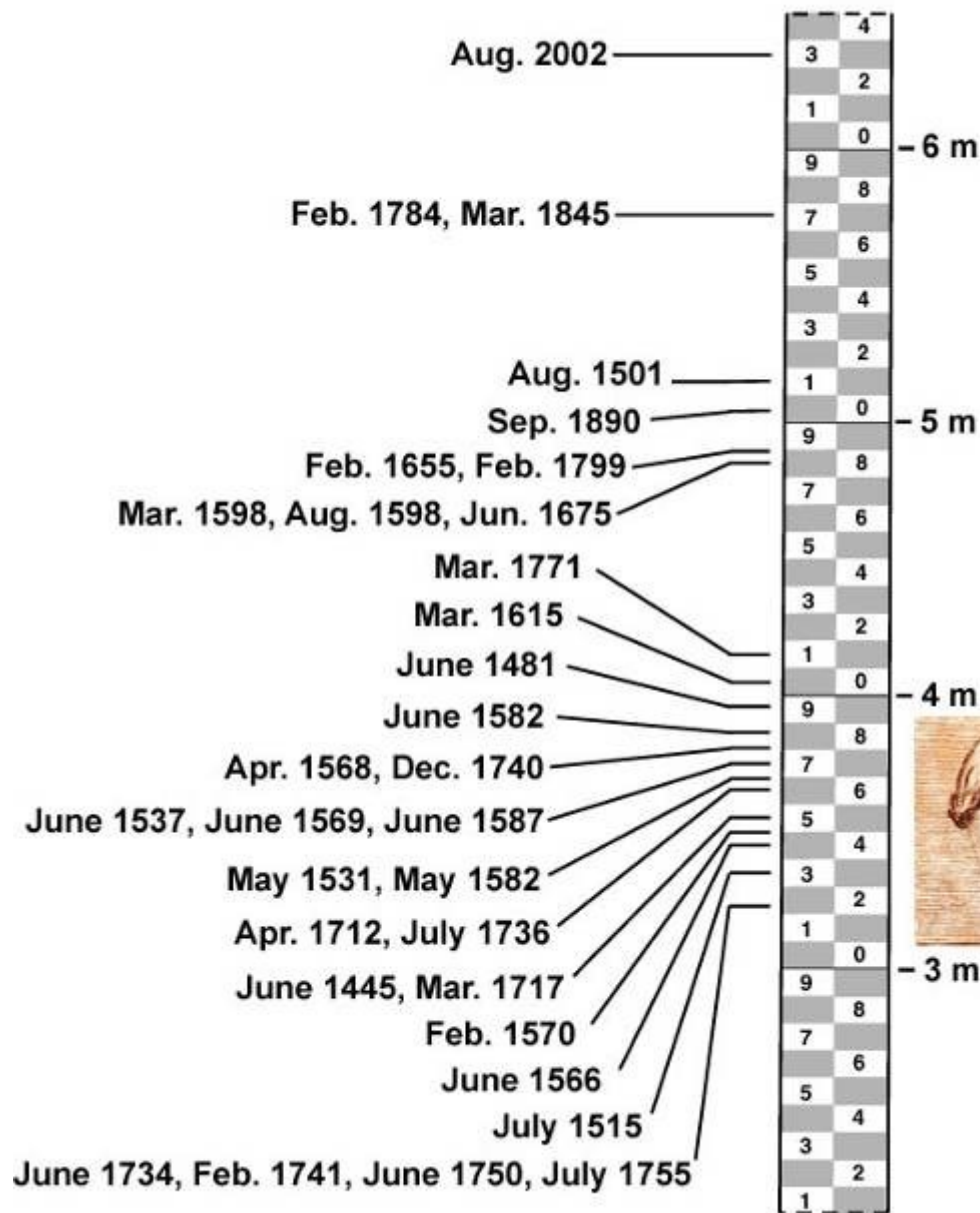 4
Aug. 2002
3
2
1
0
6 m
9
8
Feb. 1784, Mar. 1845
7
6
5
4
3
2
Aug. 1501
1
0
Sep. 1890
5 m
9
Feb. 1655, Feb. 1799
8
7
Mar. 1598, Aug. 1598, Jun. 1675
6
5
Mar. 1771
4
3
Mar. 1615
2
1
June 1481
0
4 m
9
June 1582
8
Apr. 1568, Dec. 1740
7
6
June 1537, June 1569, June 1587
5
4
May 1531, May 1582
3
2
Apr. 1712, July 1736
1
0
3 m
9
June 1445, Mar. 1717
8
Feb. 1570
7
6
June 1566
5
4
July 1515
3
June 1734, Feb. 1741, June 1750, July 1755
2
1